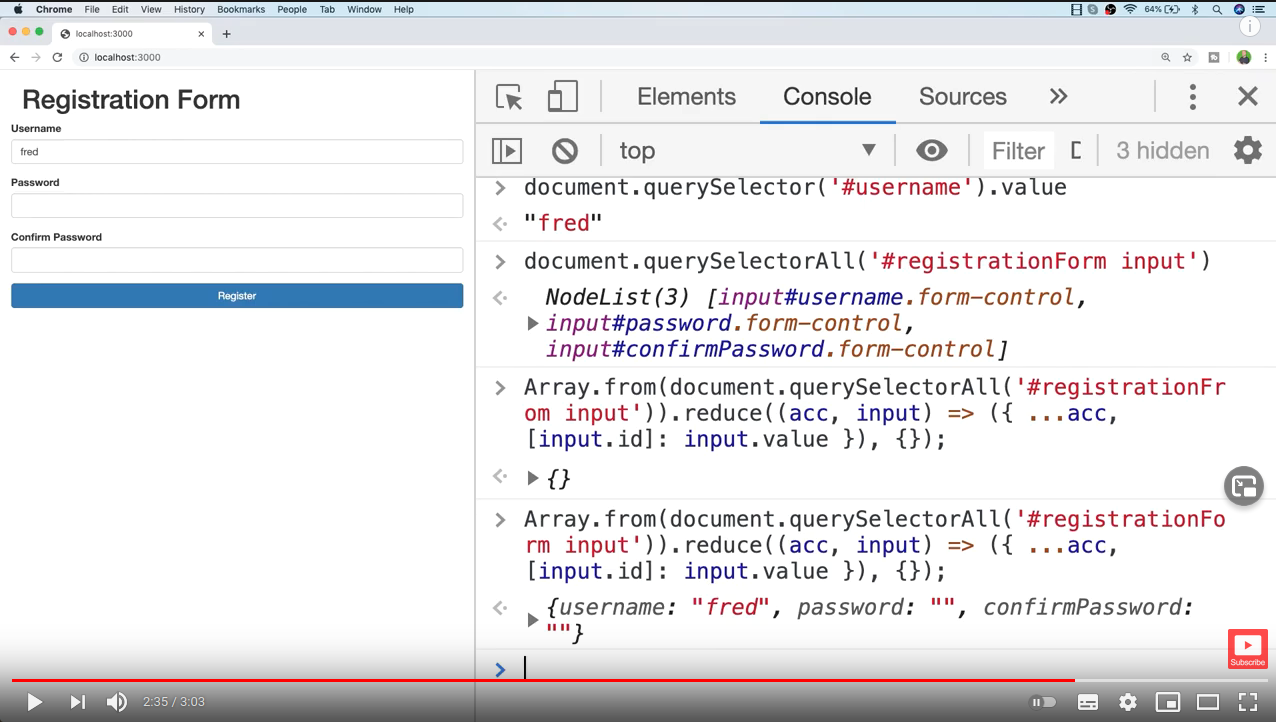 Chrome File Edit View History Bookmarks People Tab Window Help 64%
localhost:3000
localhost:3000
Registration Form
Username
fred
Password
Confirm Password
Register
Elements Console Sources
top Filter D 3 hidden
document.querySelector('#username').value
"fred"
document.querySelectorAll('#registrationForm input')
NodeList(3) [input#username.form-control,
input#password.form-control,
input#confirmPassword.form-control]
Array.from(document.querySelectorAll('#registrationFr
om input')).reduce((acc, input) => ({ ...acc,
[input.id]: input.value }), {});
{}
Array.from(document.querySelectorAll('#registrationFo
rm input')).reduce((acc, input) => ({ ...acc,
[input.id]: input.value }), {});
{username: "fred", password: "", confirmPassword:
""}
Subscribe
2:35 / 3:03